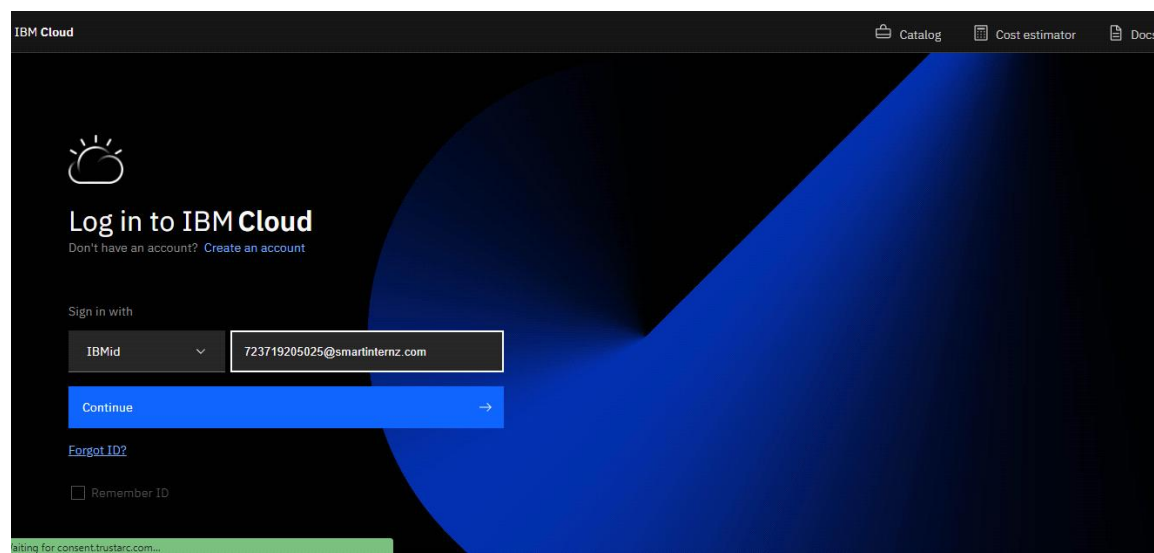 IBM Cloud
Catalog
Cost estimator
Docs
Log in to IBM Cloud
Don't have an account? Create an account
Sign in with
IBMid
723719205025@smartinternz.com
Continue
Forgot ID?
Remember ID
aiting for consent.trustarc.com...